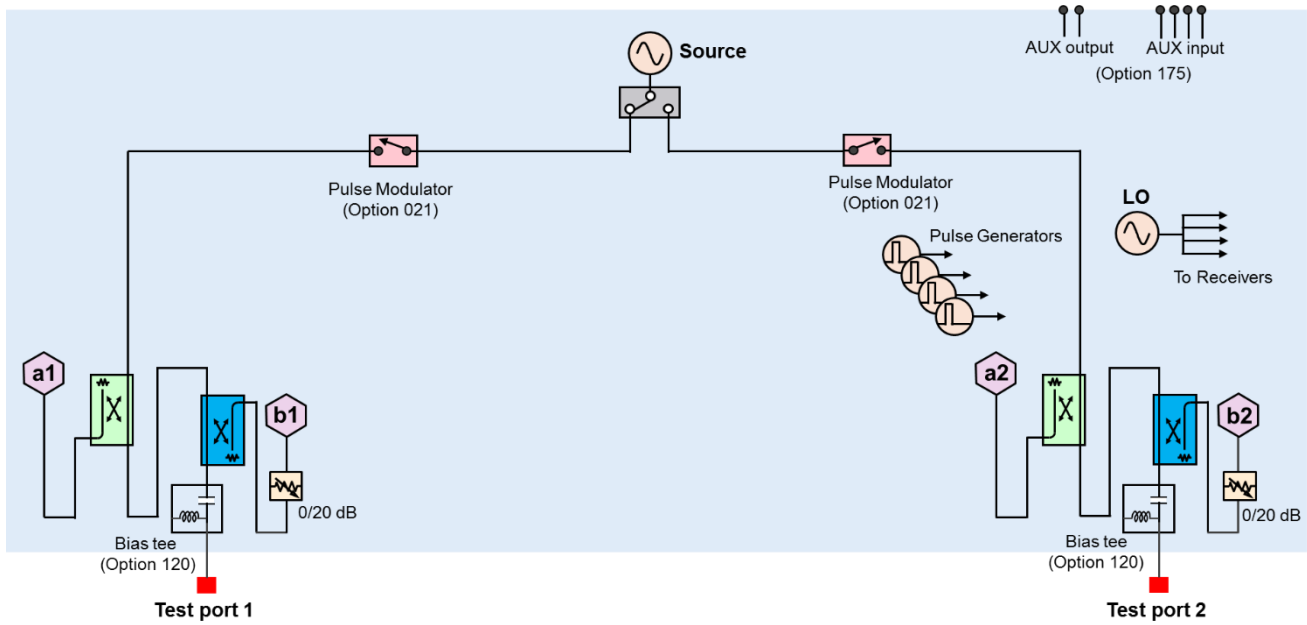 Source
AUX output
AUX input
(Option 175)
Pulse Modulator
(Option 021)
Pulse Modulator
(Option 021)
LO
Pulse Generators
To Receivers
a1
b1
0/20 dB
Bias tee
(Option 120)
Test port 1
a2
b2
0/20 dB
Bias tee
(Option 120)
Test port 2